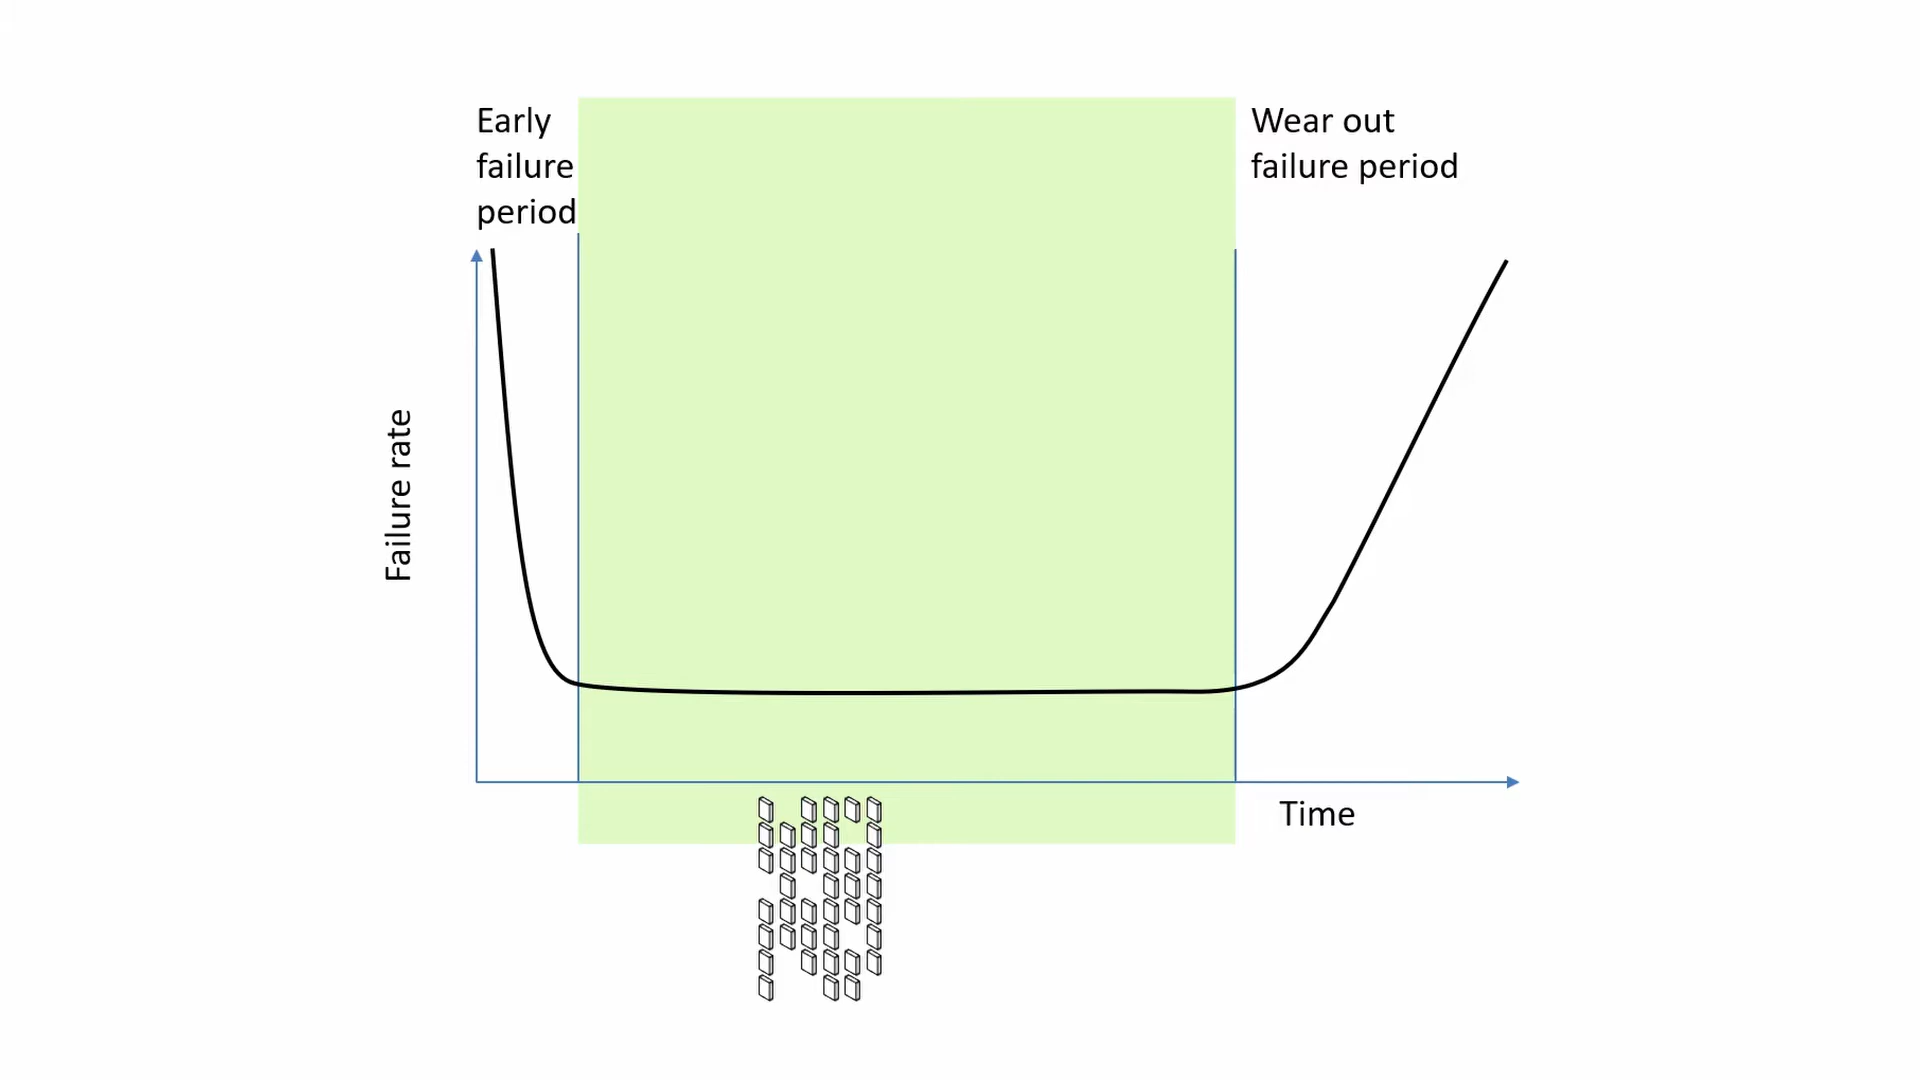 Early
failure
period
Wear out
failure period
Failure rate
Time